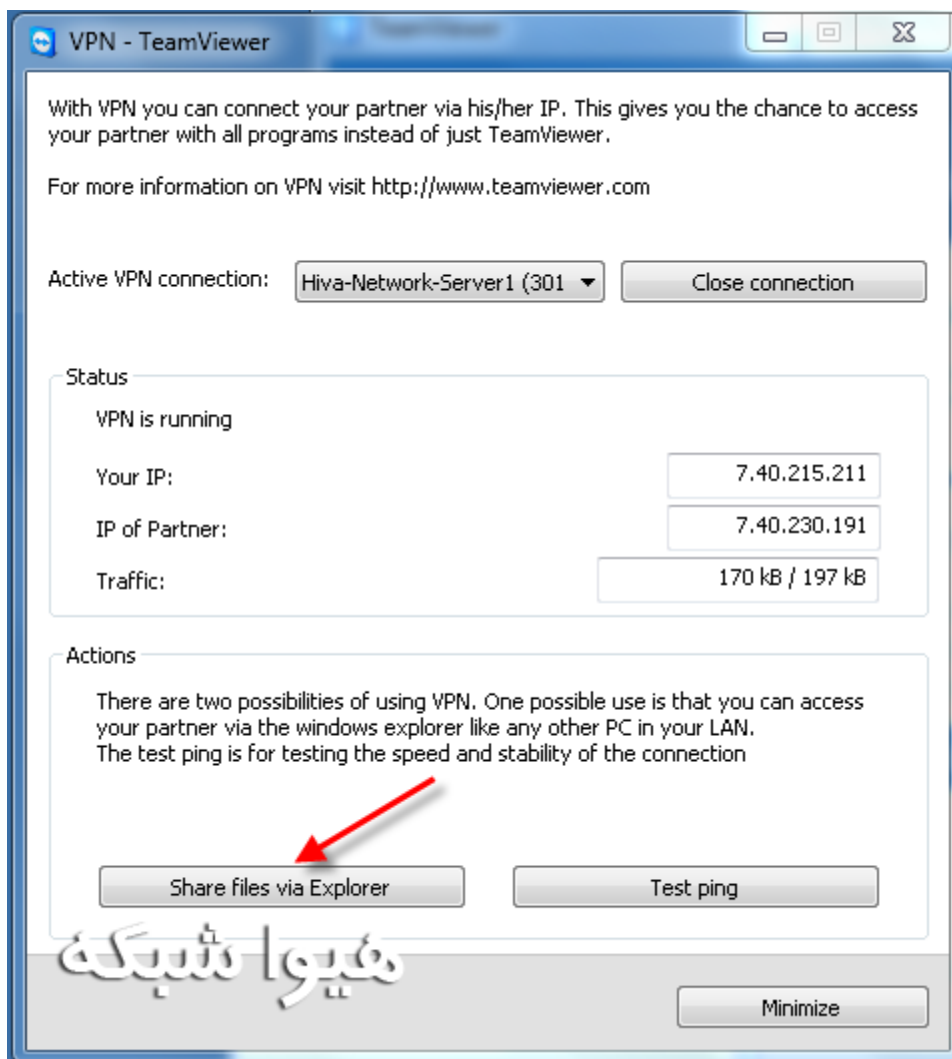 VPN - TeamViewer
With VPN you can connect your partner via his/her IP. This gives you the chance to access
your partner with all programs instead of just TeamViewer.
For more information on VPN visit http://www.teamviewer.com
Active VPN connection: Hiva-Network-Server1 (301 Close connection
Status
VPN is running
Your IP: 7.40.215.211
IP of Partner: 7.40.230.191
Traffic: 170 kB / 197 kB
Actions
There are two possibilities of using VPN. One possible use is that you can access
your partner via the windows explorer like any other PC in your LAN.
The test ping is for testing the speed and stability of the connection
Share files via Explorer Test ping
هیوا شبکه
Minimize